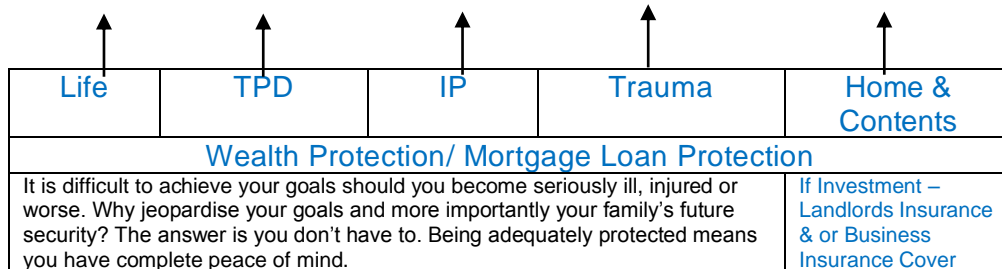 Life TPD IP Trauma Home &
Contents
Wealth Protection/ Mortgage Loan Protection
It is difficult to achieve your goals should you become seriously ill, injured or
worse. Why jeopardise your goals and more importantly your family's future
security? The answer is you don't have to. Being adequately protected means
you have complete peace of mind.
If Investment –
Landlords Insurance
& or Business
Insurance Cover